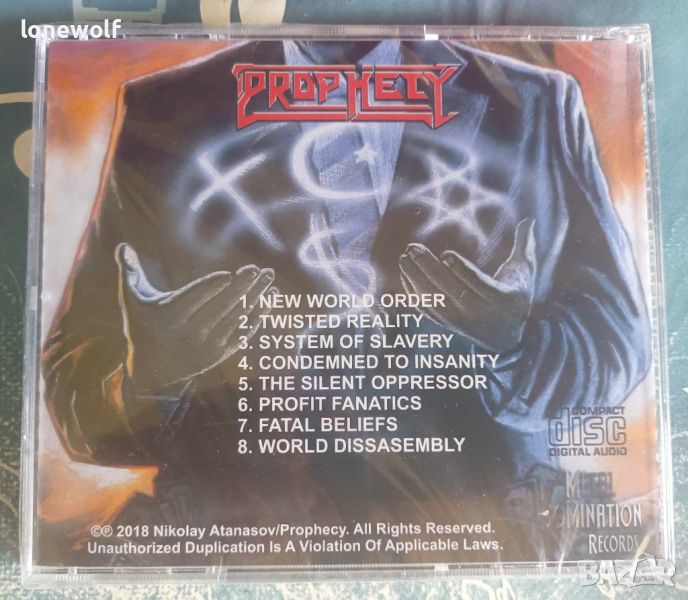 lonewolf
PROPHECY
1. NEW WORLD ORDER
2. TWISTED REALITY
3. SYSTEM OF SLAVERY
4. CONDEMNED TO INSANITY
5. THE SILENT OPPRESSOR
6. PROFIT FANATICS
7. FATAL BELIEFS
8. WORLD DISSASEMBLY
COMPACT
disc
DIGITAL AUDIO
METAL
DOMINATION
RECORDS
©℗ 2018 Nikolay Atanasov/Prophecy. All Rights Reserved.
Unauthorized Duplication Is A Violation Of Applicable Laws.
BAZAR